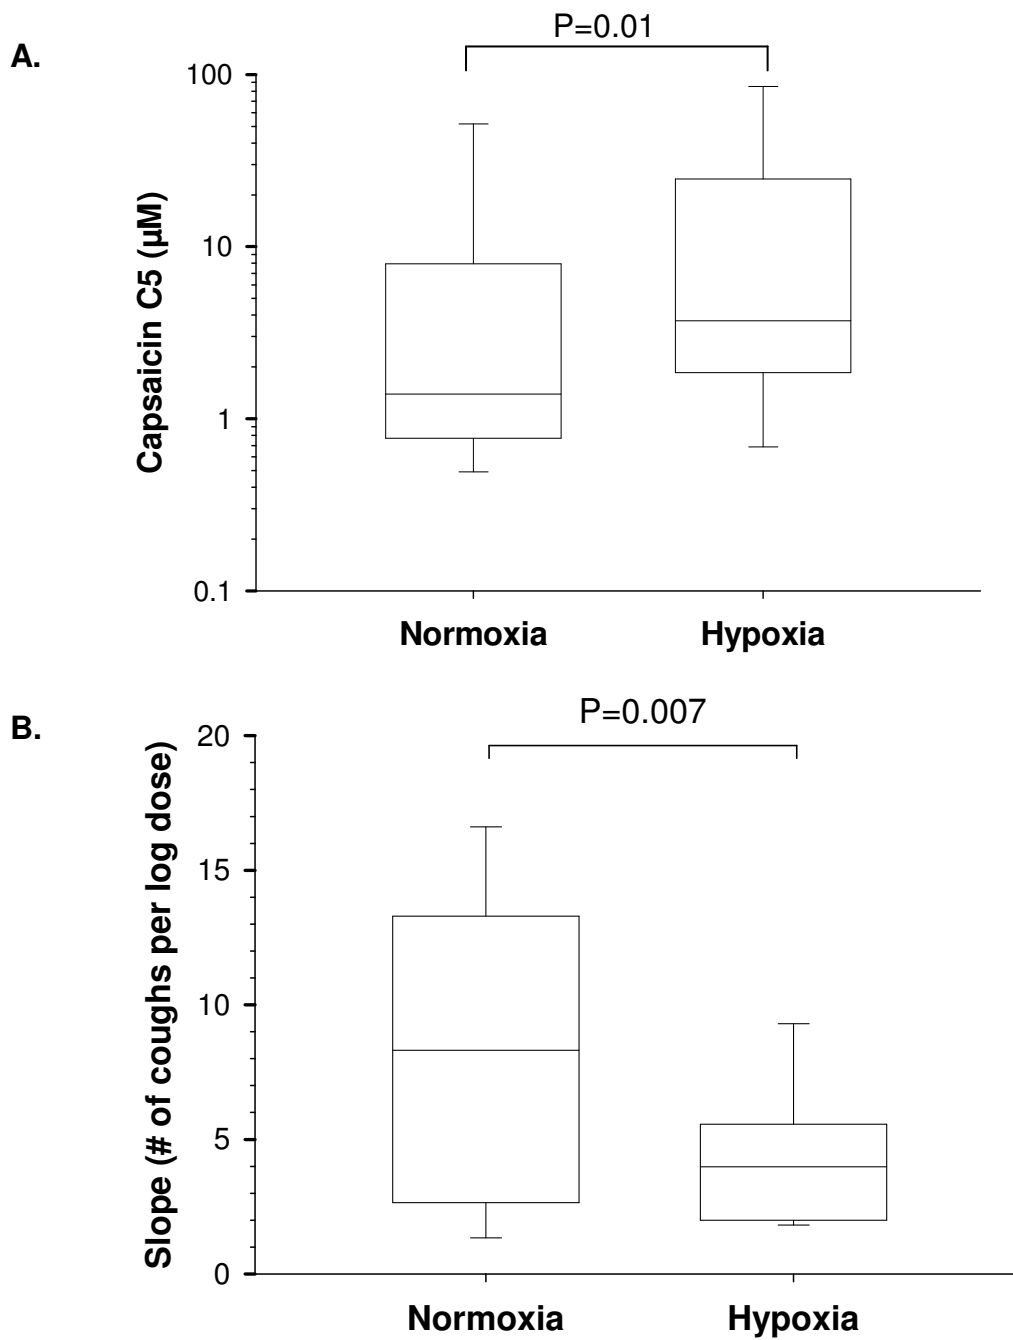 A.
P=0.01
100
10
1
0.1
Capsaicin C5 (µM)
Normoxia Hypoxia
B.
P=0.007
20
15
10
5
0
Slope (# of coughs per log dose)
Normoxia Hypoxia